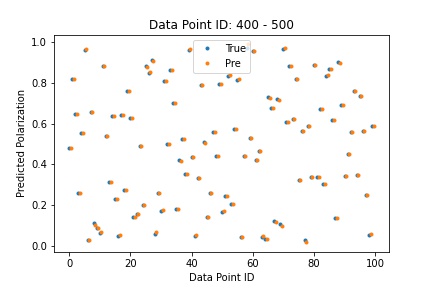 Data Point ID: 400 - 500
True
Pre
Predicted Polarization
1.0
0.8
0.6
0.4
0.2
0.0
0 20 40 60 80 100
Data Point ID